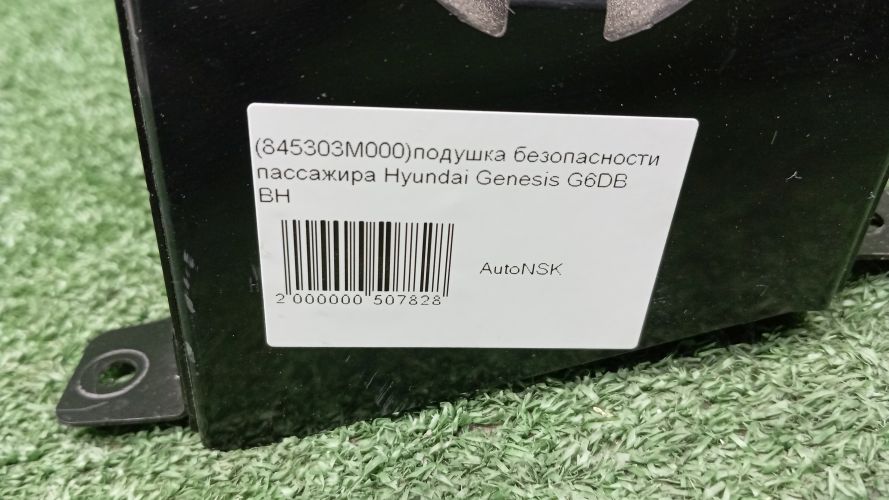 (845303M000)подушка безопасности
пассажира Hyundai Genesis G6DB
BH
AutoNSK
2 000000 507828